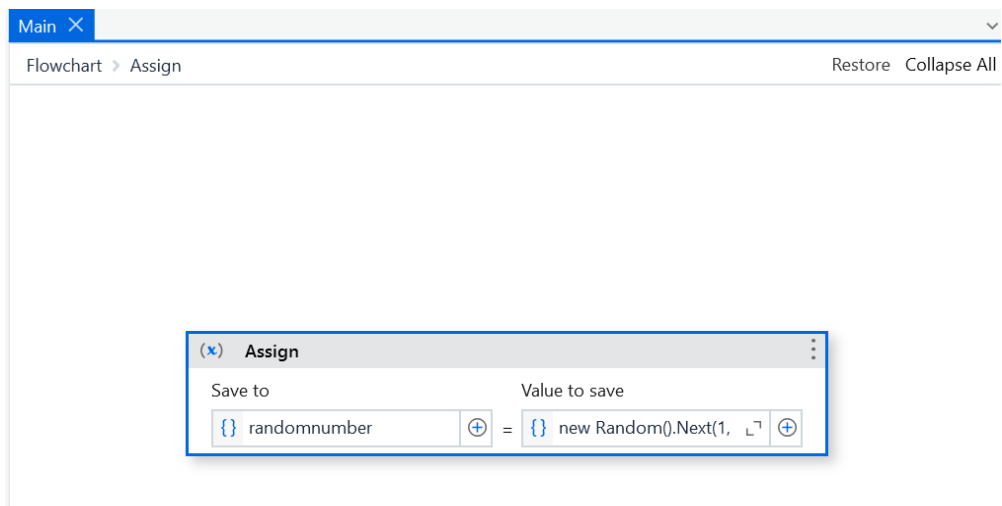 Main
Flowchart > Assign Restore Collapse All
(x) Assign
Save to Value to save
{} randomnumber = {} new Random().Next(1,